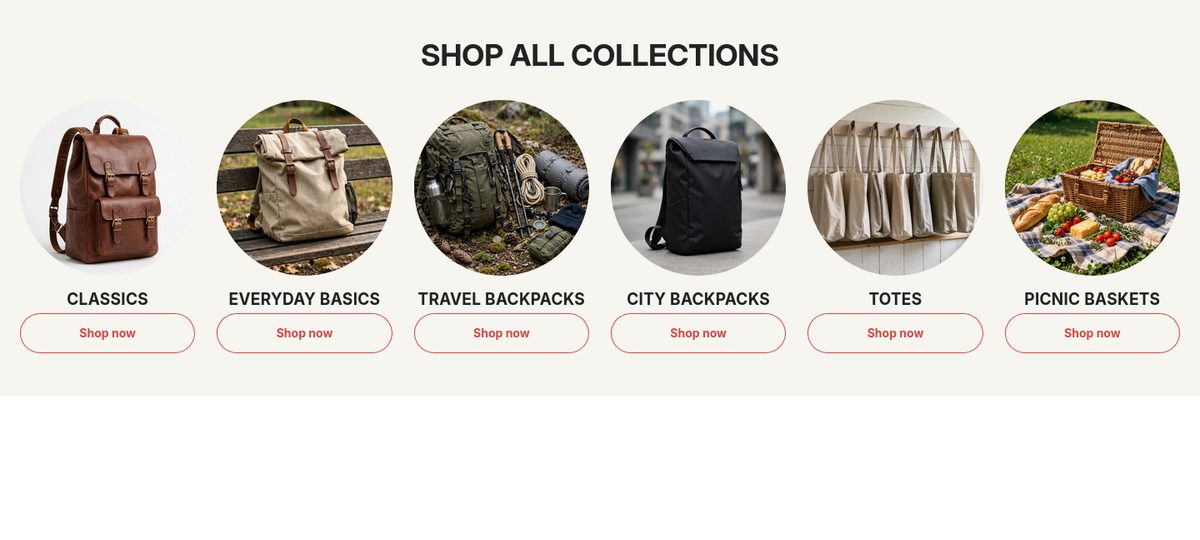 SHOP ALL COLLECTIONS
CLASSICS
Shop now
EVERYDAY BASICS
Shop now
TRAVEL BACKPACKS
Shop now
CITY BACKPACKS
Shop now
TOTES
Shop now
PICNIC BASKETS
Shop now